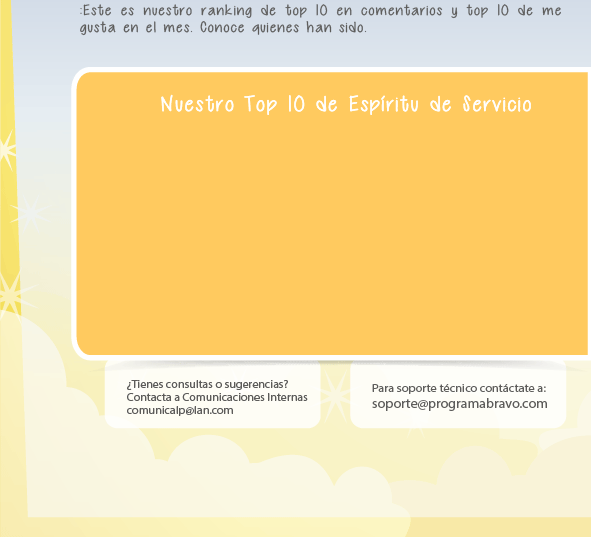 :Este es nuestro ranking de top 10 en comentarios y top 10 de me
gusta en el mes. Conoce quienes han sido.
Nuestro Top 10 de Espíritu de Servicio
¿Tienes consultas o sugerencias?
Contacta a Comunicaciones Internas
comunicalp@lan.com
Para soporte técnico contáctate a:
soporte@programabravo.com